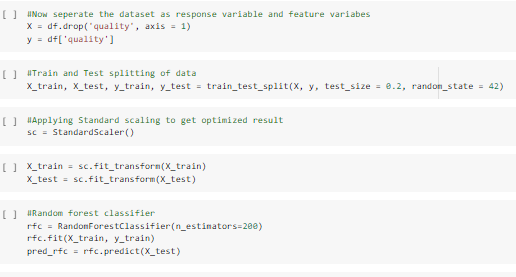 [ ] #Now seperate the dataset as response variable and feature variabes
X = df.drop('quality', axis = 1)
y = df['quality']
[ ] #Train and Test splitting of data
X_train, X_test, y_train, y_test = train_test_split(X, y, test_size = 0.2, random_state = 42)
[ ] #Applying Standard scaling to get optimized result
sc = StandardScaler()
[ ] X_train = sc.fit_transform(X_train)
X_test = sc.fit_transform(X_test)
[ ] #Random forest classifier
rfc = RandomForestClassifier(n_estimators=200)
rfc.fit(X_train, y_train)
pred_rfc = rfc.predict(X_test)